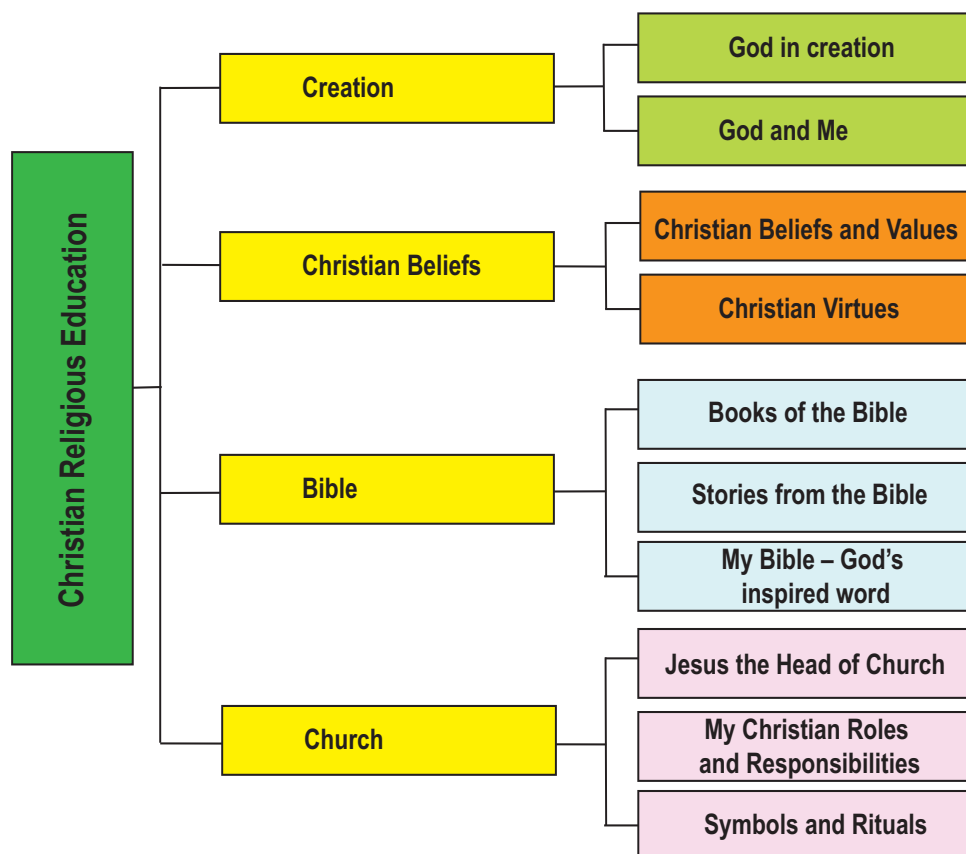 Christian Religious Education
Creation
God in creation
God and Me
Christian Beliefs
Christian Beliefs and Values
Christian Virtues
Bible
Books of the Bible
Stories from the Bible
My Bible – God’s
inspired word
Church
Jesus the Head of Church
My Christian Roles
and Responsibilities
Symbols and Rituals